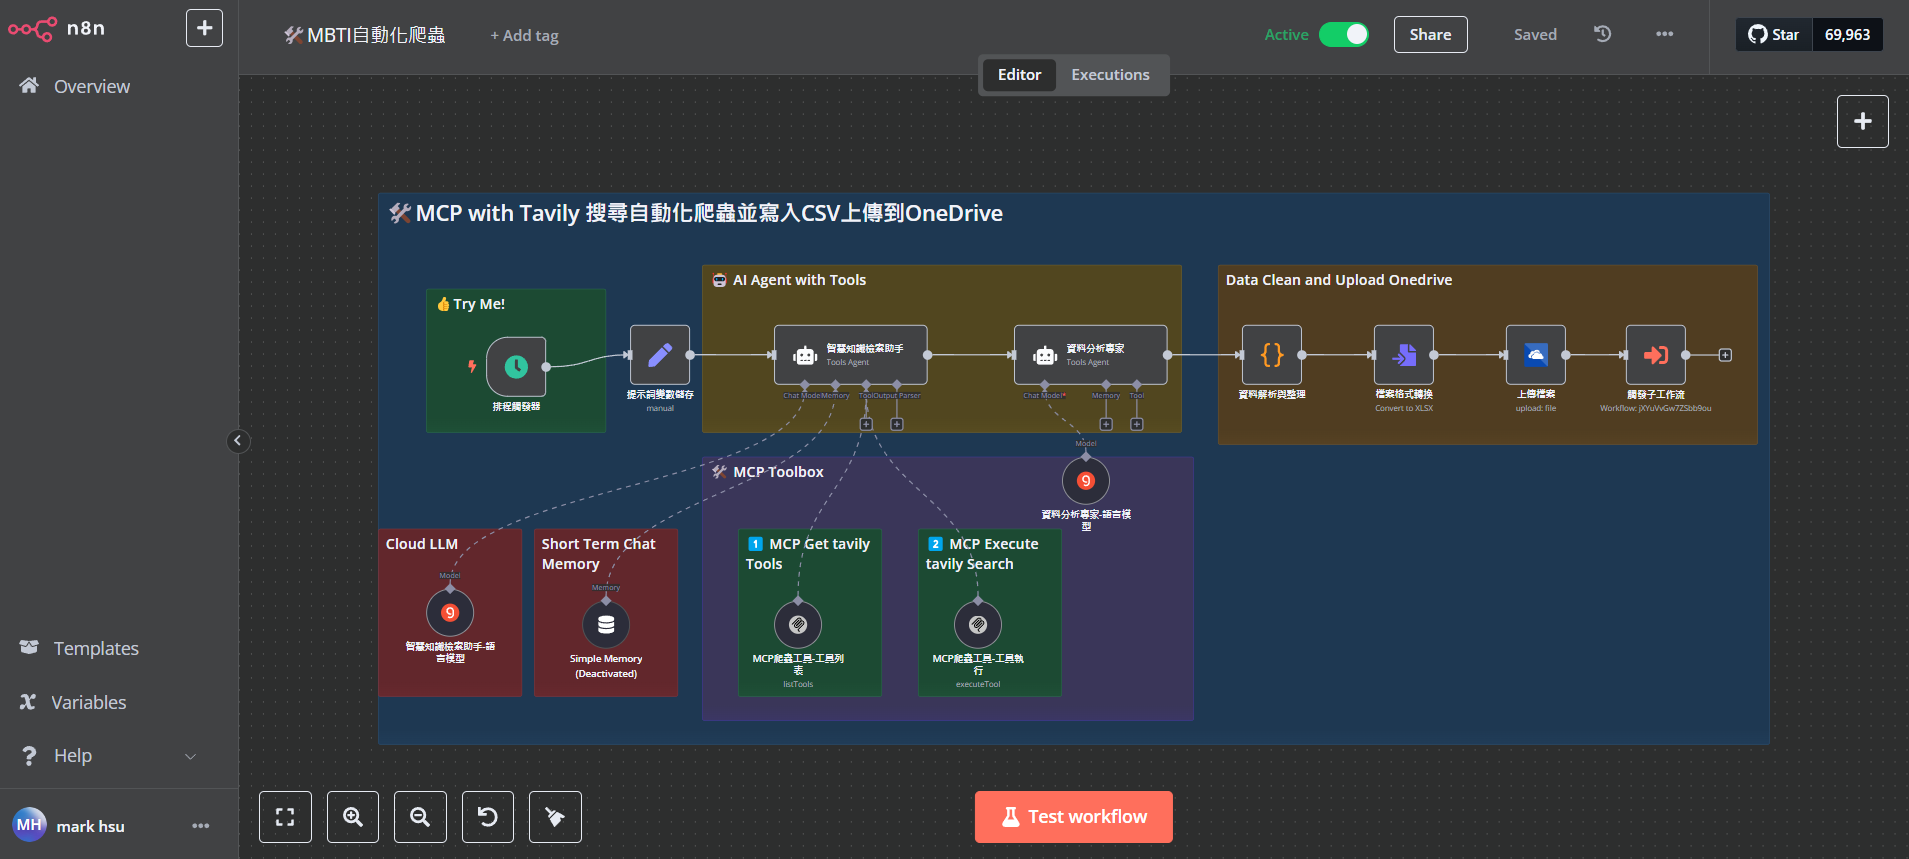 n8n
Overview
Templates
Variables
Help
MH
mark hsu
🛠️MBTI自動化爬蟲
+ Add tag
Active
Share
Saved
Star
69,963
Editor
Executions
🛠️MCP with Tavily 搜尋自動化爬蟲並寫入CSV上傳到OneDrive
👍Try Me!
排程觸發器
提示詞變數儲存
manual
🤖 AI Agent with Tools
智慧知識檢索助手
Tools Agent
Chat Model
Memory
Tool
Output Parser
資料分析專家
Tools Agent
Chat Model*
Memory
Tool
Model
資料分析專家-語言模
型
Data Clean and Upload Onedrive
資料解析與整理
檔案格式轉換
Convert to XLSX
上傳檔案
upload: file
觸發子工作流
Workflow: jXYuVvGw7ZSbb9ou
🛠️ MCP Toolbox
Cloud LLM
Model
智慧知識檢索助手-語
言模型
Short Term Chat
Memory
Memory
Simple Memory
(Deactivated)
1️⃣ MCP Get tavily
Tools
MCP爬蟲工具-工具列
表
listTools
2️⃣ MCP Execute
tavily Search
MCP爬蟲工具-工具執
行
executeTool
Test workflow